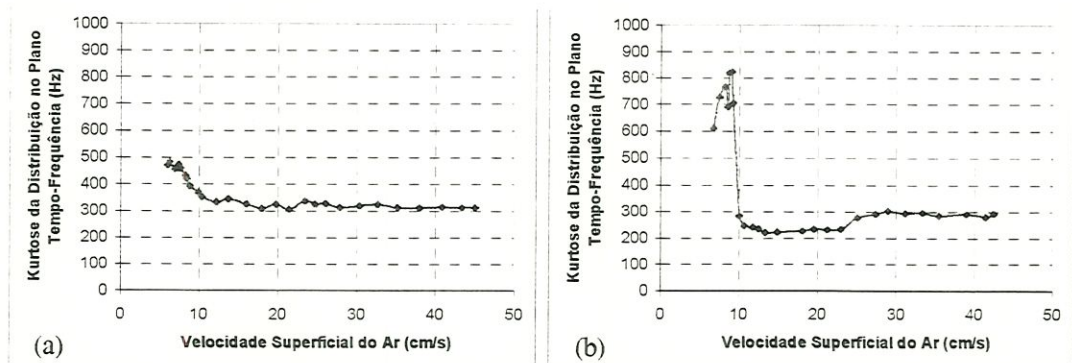 Kurtose da Distribuição no Plano
Tempo-Frequência (Hz)
1000
900
800
700
600
500
400
300
200
100
0
0 10 20 30 40 50
Velocidade Superficial do Ar (cm/s)
(a)
Kurtose da Distribuição no Plano
Tempo-Frequência (Hz)
1000
900
800
700
600
500
400
300
200
100
0
0 10 20 30 40 50
Velocidade Superficial do Ar (cm/s)
(b)